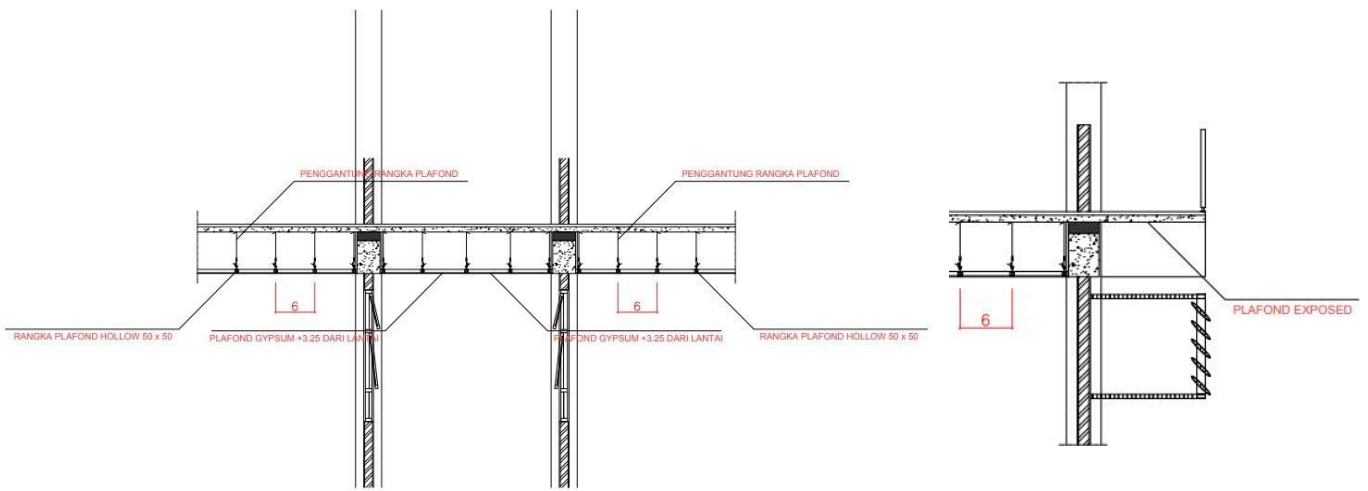 PENGGANTUNG RANGKA PLAFOND
PENGGANTUNG RANGKA PLAFOND
6
6
RANGKA PLAFOND HOLLOW 50 x 50
PLAFOND GYPSUM +3.25 DARI LANTAI
PLAFOND GYPSUM +3.25 DARI LANTAI
RANGKA PLAFOND HOLLOW 50 x 50
6
PLAFOND EXPOSED